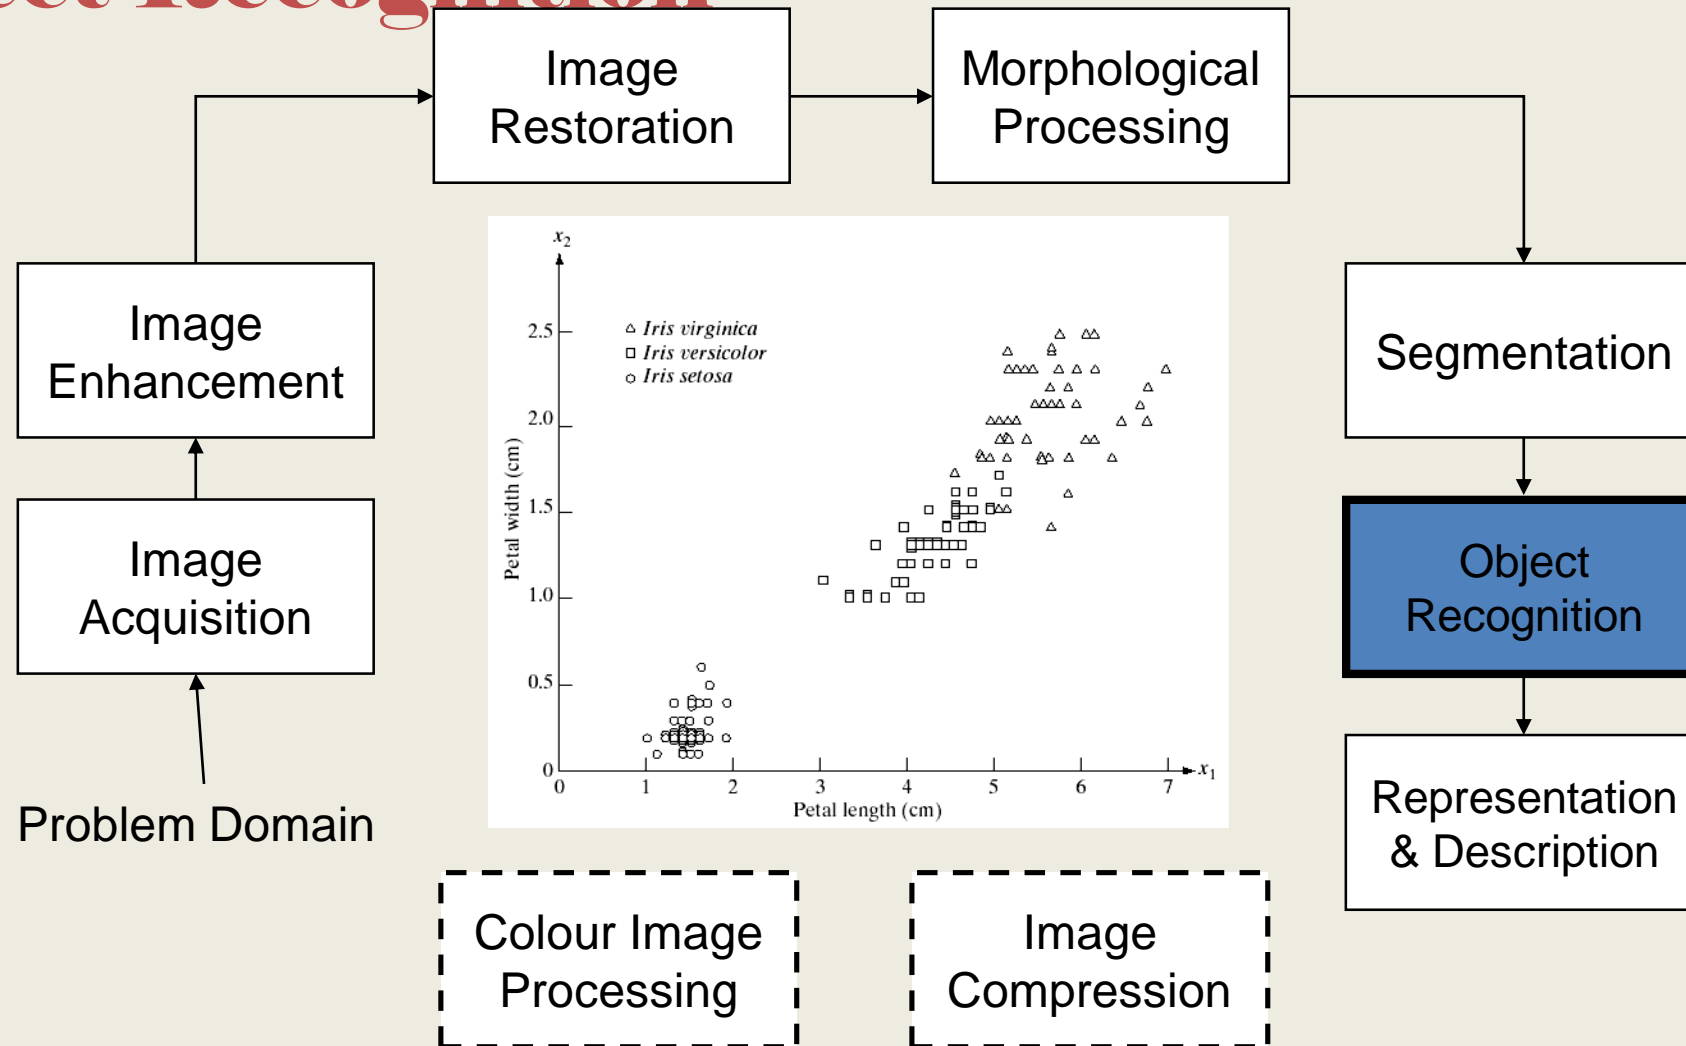 Recognition
Image
Restoration
Morphological
Processing
Image
Enhancement
Segmentation
x2
2.5
2.0
1.5
1.0
0.5
0
Petal width (cm)
△ Iris virginica
□ Iris versicolor
○ Iris setosa
0 1 2 3 4 5 6 7
x1
Petal length (cm)
Image
Acquisition
Object
Recognition
Problem Domain
Representation
& Description
Colour Image
Processing
Image
Compression